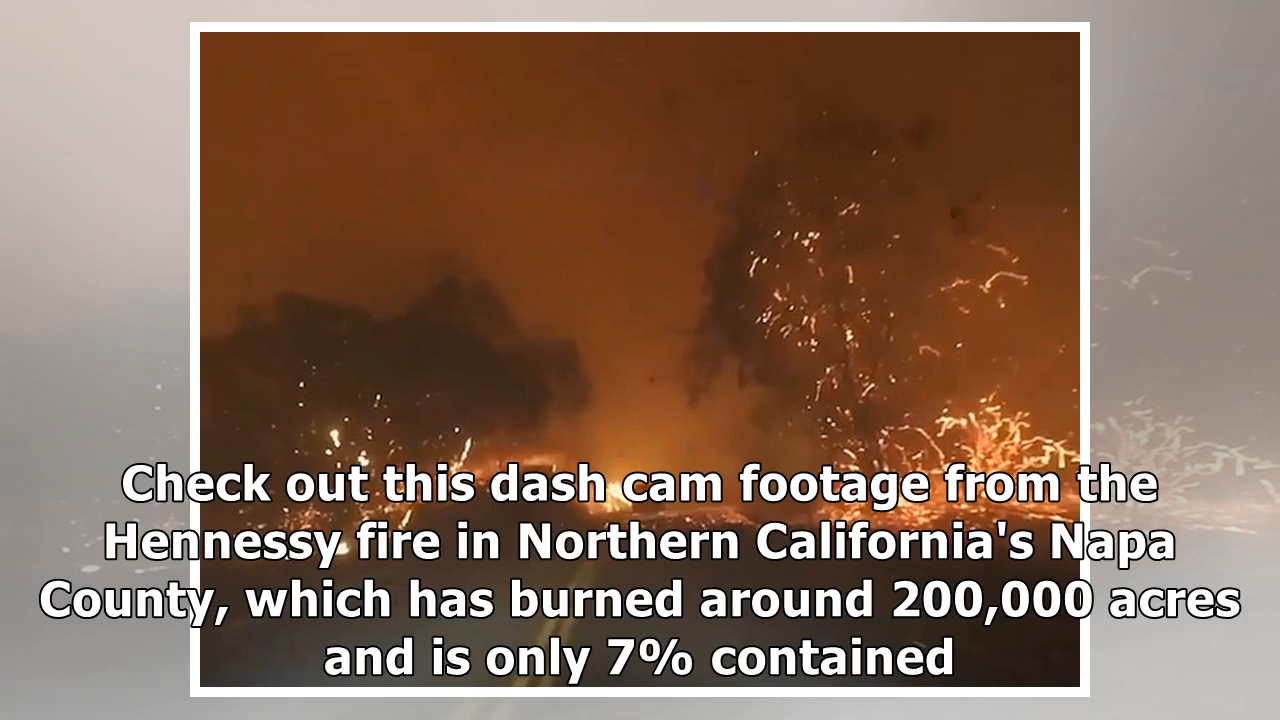 Check out this dash cam footage from the
Hennessy fire in Northern California's Napa
County, which has burned around 200,000 acres
and is only 7% contained